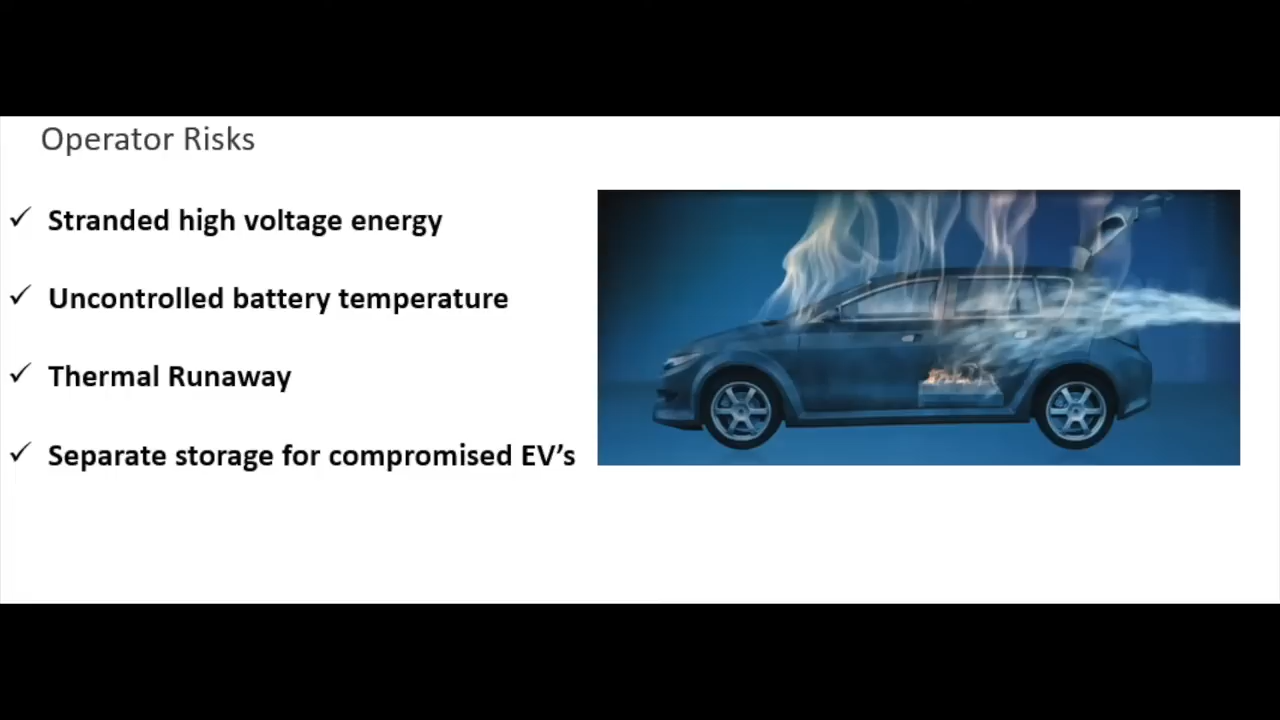 Operator Risks
✓ Stranded high voltage energy
✓ Uncontrolled battery temperature
✓ Thermal Runaway
✓ Separate storage for compromised EV’s